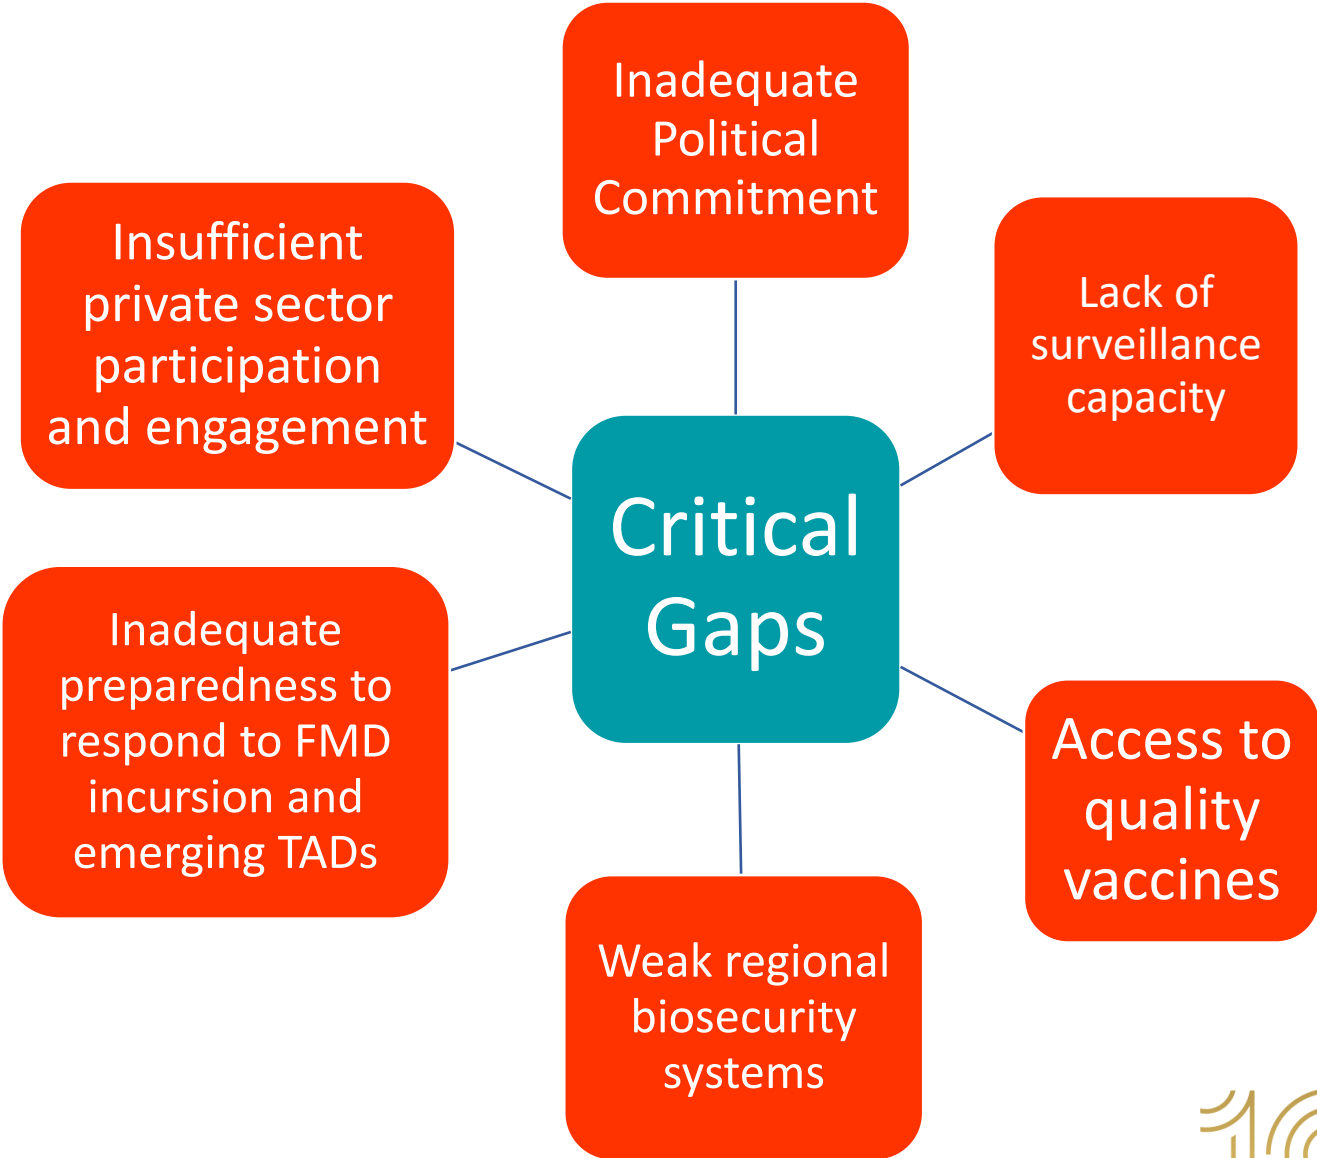 Inadequate
Political
Commitment
Insufficient
private sector
participation
and engagement
Lack of
surveillance
capacity
Critical
Gaps
Inadequate
preparedness to
respond to FMD
incursion and
emerging TADs
Access to
quality
vaccines
Weak regional
biosecurity
systems